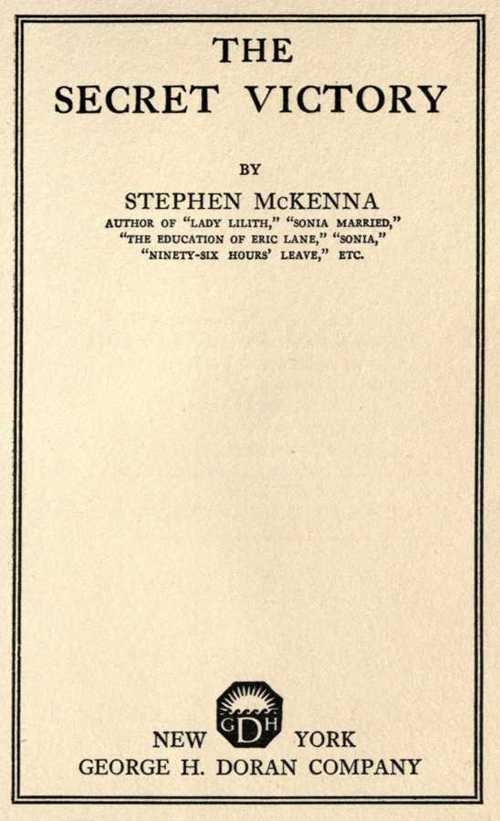 THE
SECRET VICTORY
BY
STEPHEN McKENNA
AUTHOR OF "LADY LILITH," "SONIA MARRIED,"
"THE EDUCATION OF ERIC LANE," "SONIA,"
"NINETY-SIX HOURS' LEAVE," ETC.
GDH
NEW YORK
GEORGE H. DORAN COMPANY